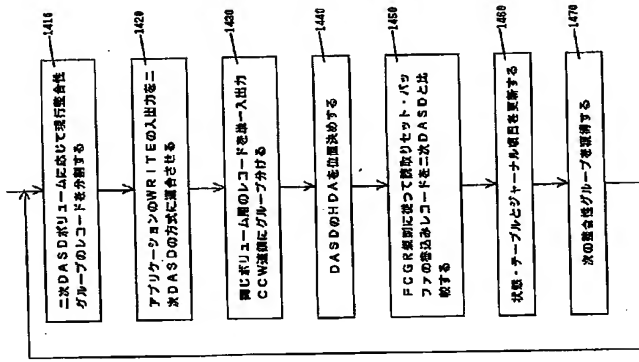 1410
二次DASDボリュームに応じて現行整合性
グループのレコードを分割する
1420
アプリケーションのWRITEの入出力を二
次DASDの方式に適合させる
1430
同じボリューム用のレコードを単一入出力
CCW連鎖にグループ分ける
1440
DASDのHDAを位置決めする
1450
FCGR規則に従って読取りセット・バッ
ファの書込みレコードを二次DASDと比
較する
1460
状態・テーブルとジャーナル項目を更新する
1470
次の整合性グループを獲得する